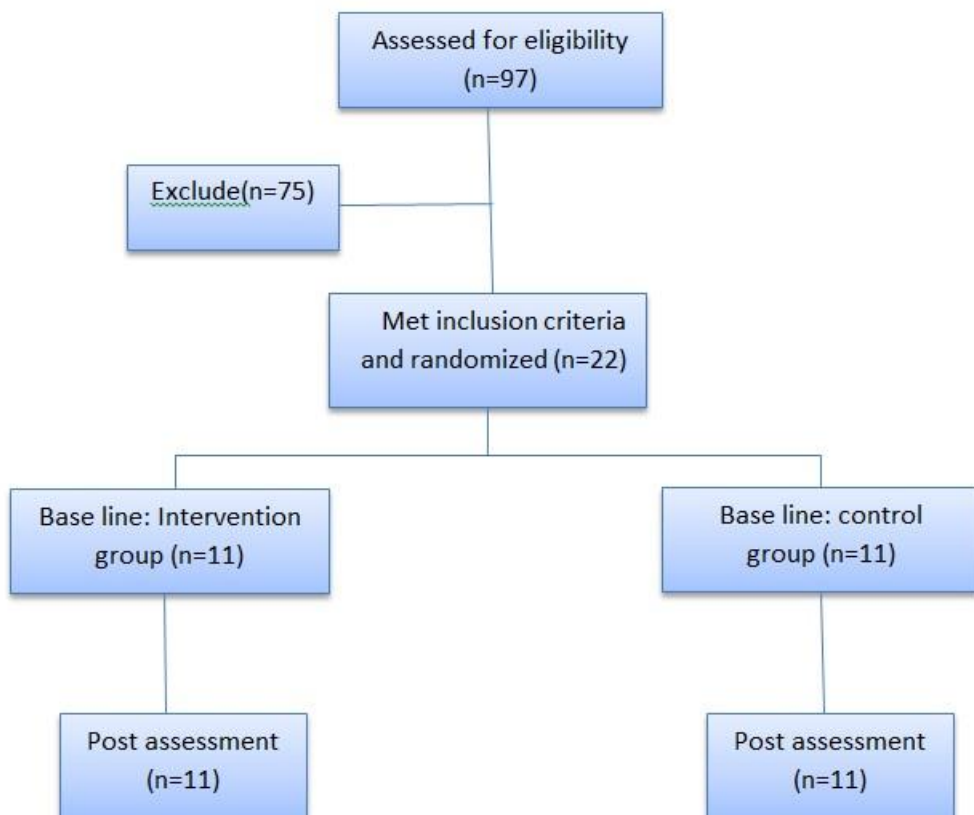 Assessed for eligibility
(n=97)
Exclude(n=75)
Met inclusion criteria
and randomized (n=22)
Base line: Intervention
group (n=11)
Base line: control
group (n=11)
Post assessment
(n=11)
Post assessment
(n=11)